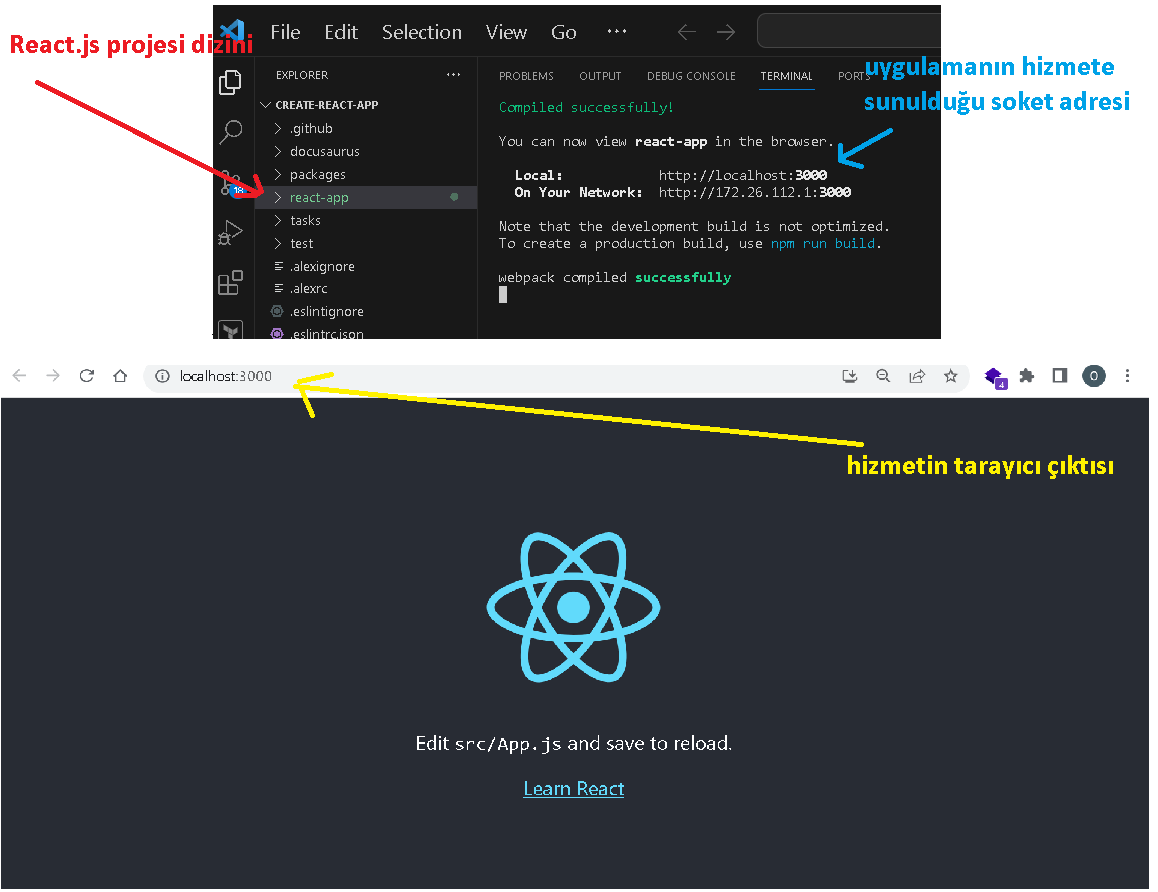 File Edit Selection View Go ...
React.js projesi dizini
EXPLORER ...
PROBLEMS OUTPUT DEBUG CONSOLE TERMINAL PORTS
uygulamanın hizmete
sunulduğu soket adresi
CREATE-REACT-APP
.github
docusaurus
packages
react-app
tasks
test
.alexignore
.alexrc
.eslintignore
.eslintrc.json
18
Compiled successfully!
You can now view react-app in the browser.
Local: http://localhost:3000
On Your Network: http://172.26.112.1:3000
Note that the development build is not optimized.
To create a production build, use npm run build.
webpack compiled successfully
localhost:3000
4
O
hizmetin tarayıcı çıktısı
Edit src/App.js and save to reload.
Learn React